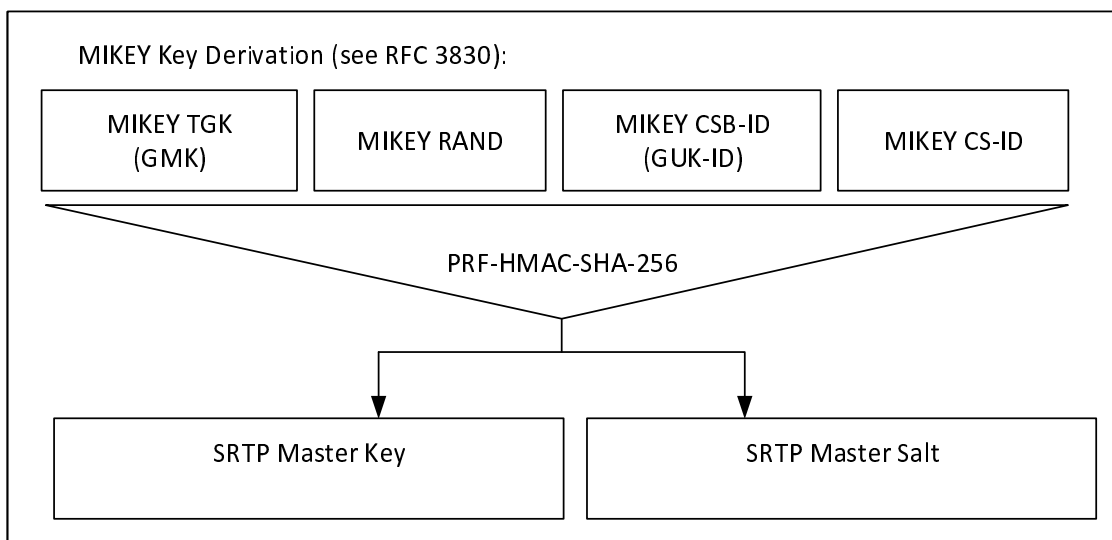 MIKEY Key Derivation (see RFC 3830):
MIKEY TGK
(GMK)
MIKEY RAND
MIKEY CSB-ID
(GUK-ID)
MIKEY CS-ID
PRF-HMAC-SHA-256
SRTP Master Key
SRTP Master Salt